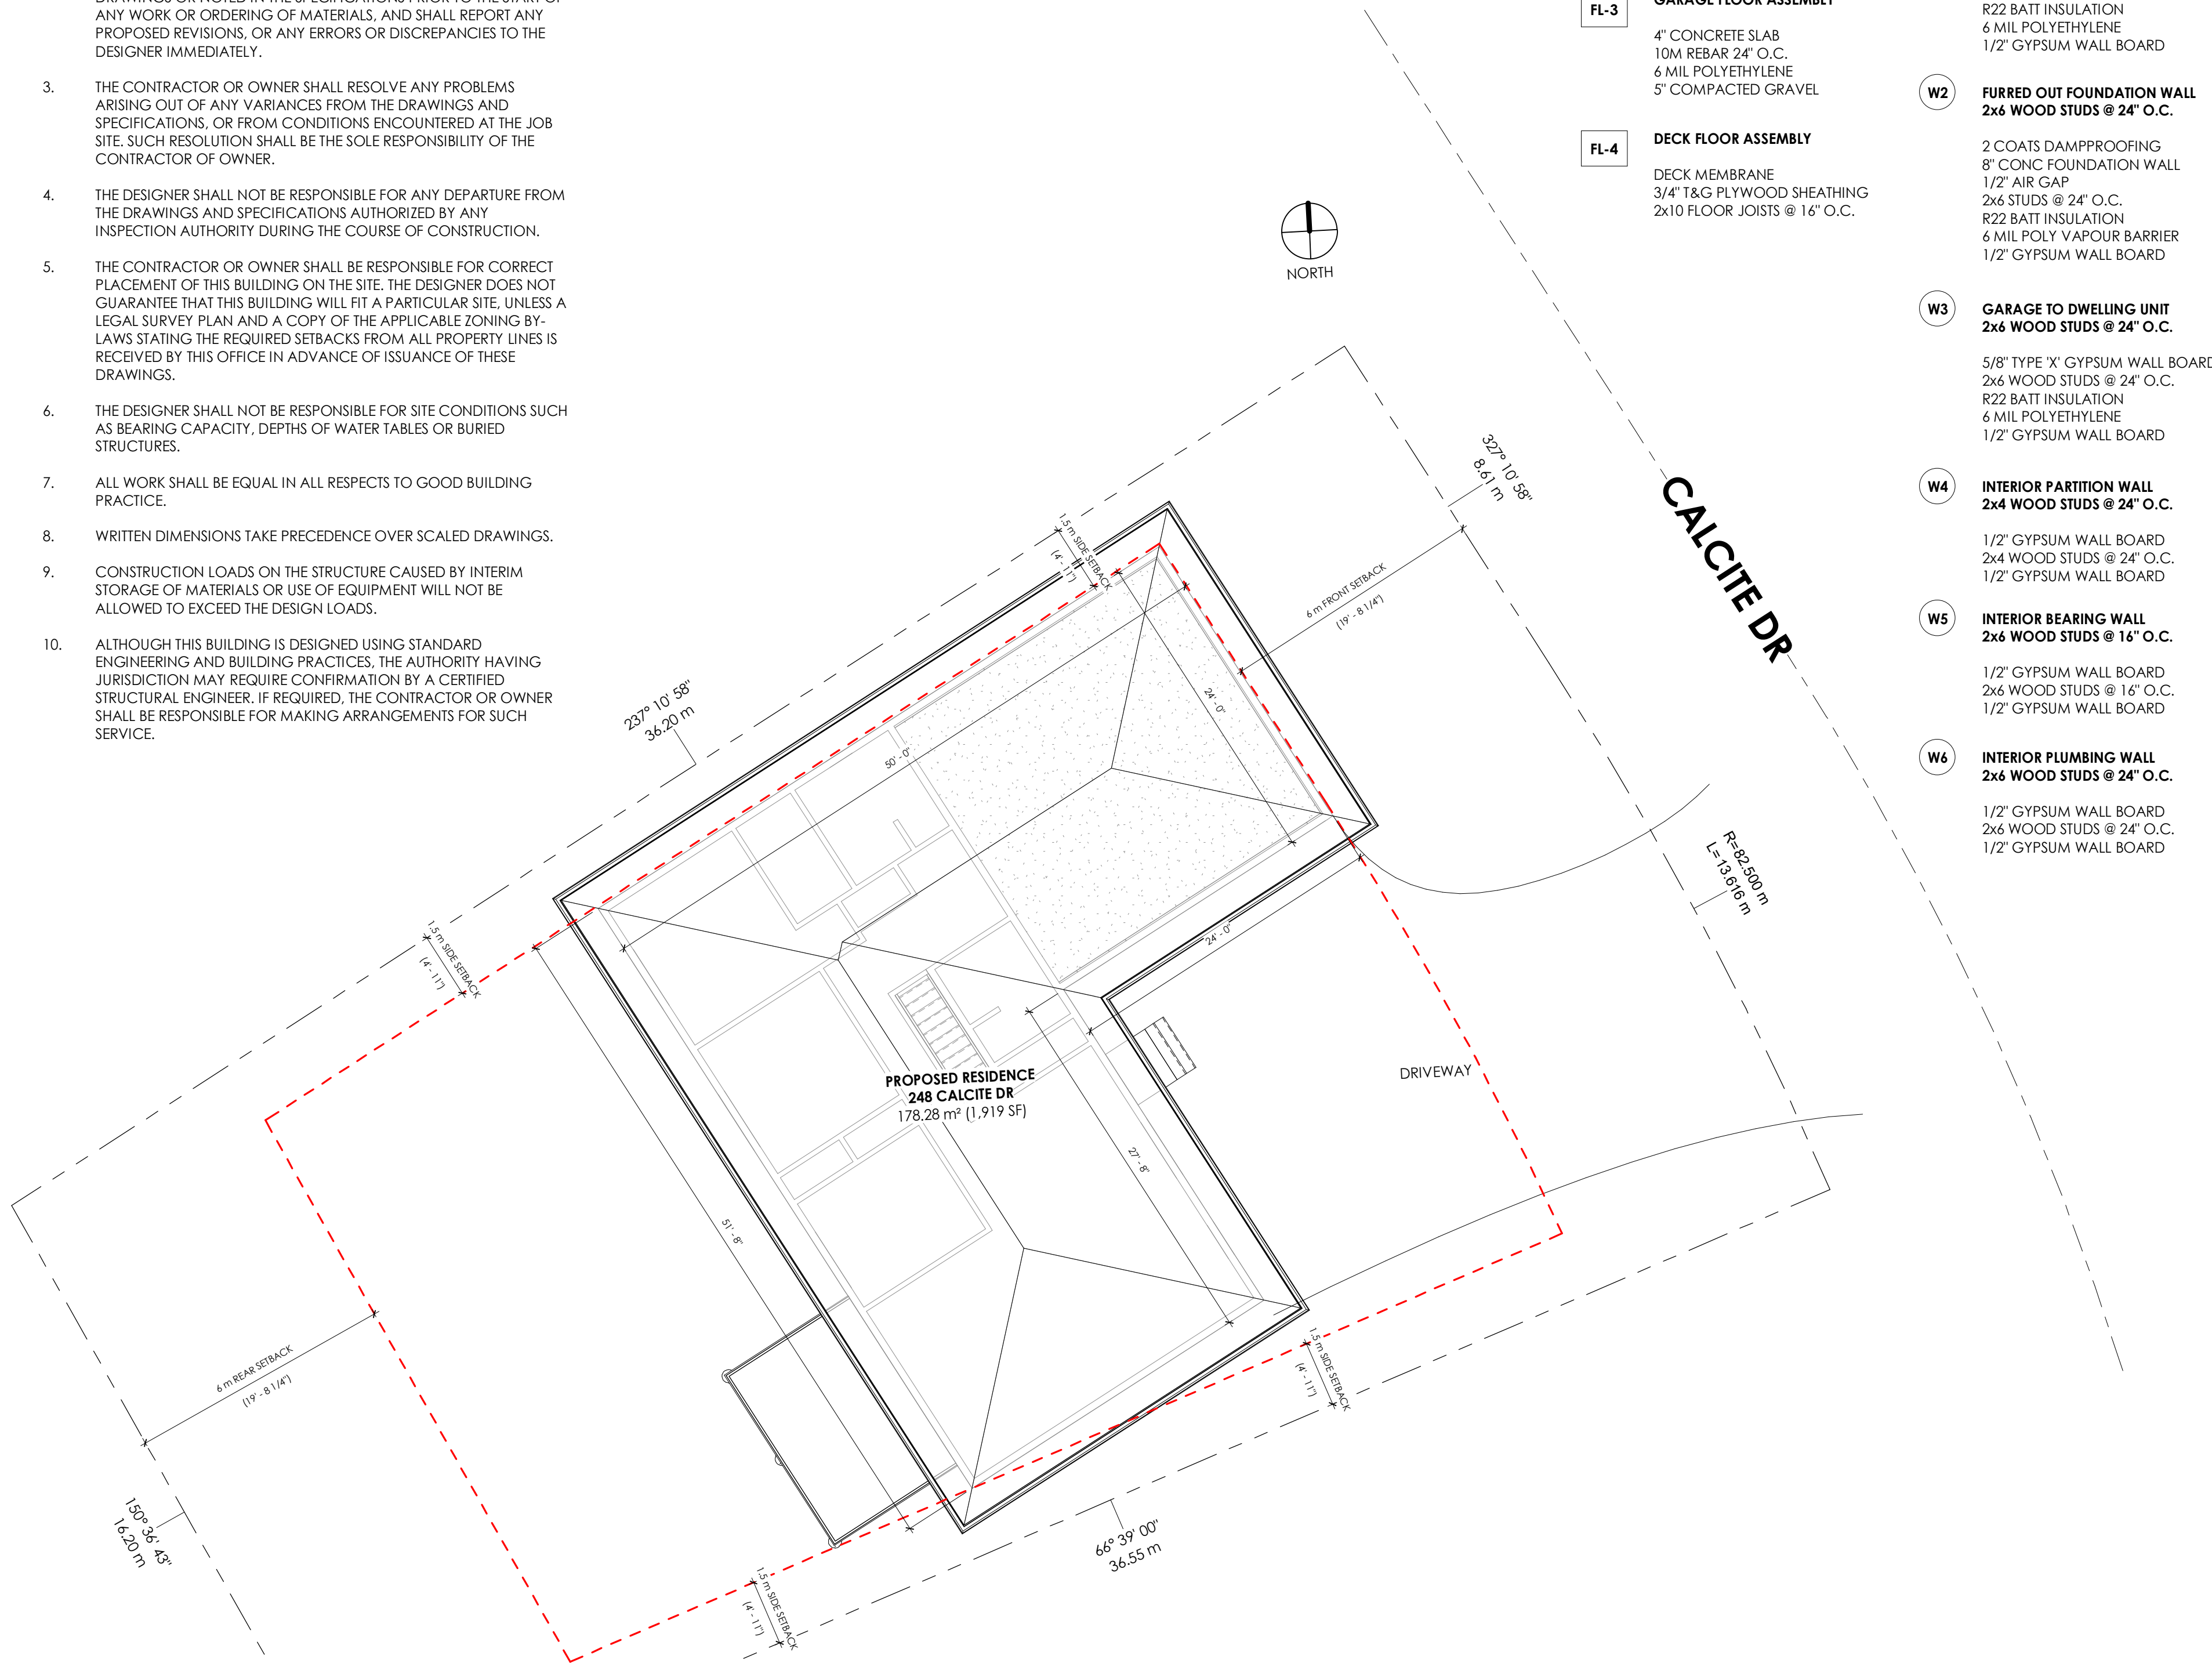 DRAWINGS OR NOTED IN THE SPECIFICATIONS PRIOR TO THE START OF
ANY WORK OR ORDERING OF MATERIALS, AND SHALL REPORT ANY
PROPOSED REVISIONS, OR ANY ERRORS OR DISCREPANCIES TO THE
DESIGNER IMMEDIATELY.
3. THE CONTRACTOR OR OWNER SHALL RESOLVE ANY PROBLEMS
ARISING OUT OF ANY VARIANCES FROM THE DRAWINGS AND
SPECIFICATIONS, OR FROM CONDITIONS ENCOUNTERED AT THE JOB
SITE. SUCH RESOLUTION SHALL BE THE SOLE RESPONSIBILITY OF THE
CONTRACTOR OF OWNER.
4. THE DESIGNER SHALL NOT BE RESPONSIBLE FOR ANY DEPARTURE FROM
THE DRAWINGS AND SPECIFICATIONS AUTHORIZED BY ANY
INSPECTION AUTHORITY DURING THE COURSE OF CONSTRUCTION.
5. THE CONTRACTOR OR OWNER SHALL BE RESPONSIBLE FOR CORRECT
PLACEMENT OF THIS BUILDING ON THE SITE. THE DESIGNER DOES NOT
GUARANTEE THAT THIS BUILDING WILL FIT A PARTICULAR SITE, UNLESS A
LEGAL SURVEY PLAN AND A COPY OF THE APPLICABLE ZONING BY-
LAWS STATING THE REQUIRED SETBACKS FROM ALL PROPERTY LINES IS
RECEIVED BY THIS OFFICE IN ADVANCE OF ISSUANCE OF THESE
DRAWINGS.
6. THE DESIGNER SHALL NOT BE RESPONSIBLE FOR SITE CONDITIONS SUCH
AS BEARING CAPACITY, DEPTHS OF WATER TABLES OR BURIED
STRUCTURES.
7. ALL WORK SHALL BE EQUAL IN ALL RESPECTS TO GOOD BUILDING
PRACTICE.
8. WRITTEN DIMENSIONS TAKE PRECEDENCE OVER SCALED DRAWINGS.
9. CONSTRUCTION LOADS ON THE STRUCTURE CAUSED BY INTERIM
STORAGE OF MATERIALS OR USE OF EQUIPMENT WILL NOT BE
ALLOWED TO EXCEED THE DESIGN LOADS.
10. ALTHOUGH THIS BUILDING IS DESIGNED USING STANDARD
ENGINEERING AND BUILDING PRACTICES, THE AUTHORITY HAVING
JURISDICTION MAY REQUIRE CONFIRMATION BY A CERTIFIED
STRUCTURAL ENGINEER. IF REQUIRED, THE CONTRACTOR OR OWNER
SHALL BE RESPONSIBLE FOR MAKING ARRANGEMENTS FOR SUCH
SERVICE.
FL-3 GARAGE FLOOR ASSEMBLY
4" CONCRETE SLAB
10M REBAR 24" O.C.
6 MIL POLYETHYLENE
5" COMPACTED GRAVEL
FL-4 DECK FLOOR ASSEMBLY
DECK MEMBRANE
3/4" T&G PLYWOOD SHEATHING
2x10 FLOOR JOISTS @ 16" O.C.
R22 BATT INSULATION
6 MIL POLYETHYLENE
1/2" GYPSUM WALL BOARD
W2 FURRED OUT FOUNDATION WALL
2x6 WOOD STUDS @ 24" O.C.
2 COATS DAMPPROOFING
8" CONC FOUNDATION WALL
1/2" AIR GAP
2x6 STUDS @ 24" O.C.
R22 BATT INSULATION
6 MIL POLY VAPOUR BARRIER
1/2" GYPSUM WALL BOARD
W3 GARAGE TO DWELLING UNIT
2x6 WOOD STUDS @ 24" O.C.
5/8" TYPE 'X' GYPSUM WALL BOARD
2x6 WOOD STUDS @ 24" O.C.
R22 BATT INSULATION
6 MIL POLYETHYLENE
1/2" GYPSUM WALL BOARD
W4 INTERIOR PARTITION WALL
2x4 WOOD STUDS @ 24" O.C.
1/2" GYPSUM WALL BOARD
2x4 WOOD STUDS @ 24" O.C.
1/2" GYPSUM WALL BOARD
W5 INTERIOR BEARING WALL
2x6 WOOD STUDS @ 16" O.C.
1/2" GYPSUM WALL BOARD
2x6 WOOD STUDS @ 16" O.C.
1/2" GYPSUM WALL BOARD
W6 INTERIOR PLUMBING WALL
2x6 WOOD STUDS @ 24" O.C.
1/2" GYPSUM WALL BOARD
2x6 WOOD STUDS @ 24" O.C.
1/2" GYPSUM WALL BOARD
NORTH
CALCITE DR
327° 10' 58"
8.61 m
1.5 m SIDE SETBACK
(4' - 11")
6 m FRONT SETBACK
(19' - 8 1/4")
237° 10' 58"
36.20 m
24' - 0"
50' - 0"
R=82.500 m
L=13.616 m
1.5 m SIDE SETBACK
(4' - 11")
24' - 0"
DRIVEWAY
PROPOSED RESIDENCE
248 CALCITE DR
178.28 m² (1,919 SF)
27' - 8"
51' - 8"
6 m REAR SETBACK
(19' - 8 1/4")
1.5 m SIDE SETBACK
(4' - 11")
150° 36' 43"
16.20 m
66° 39' 00"
36.55 m
1.5 m SIDE SETBACK
(4' - 11")